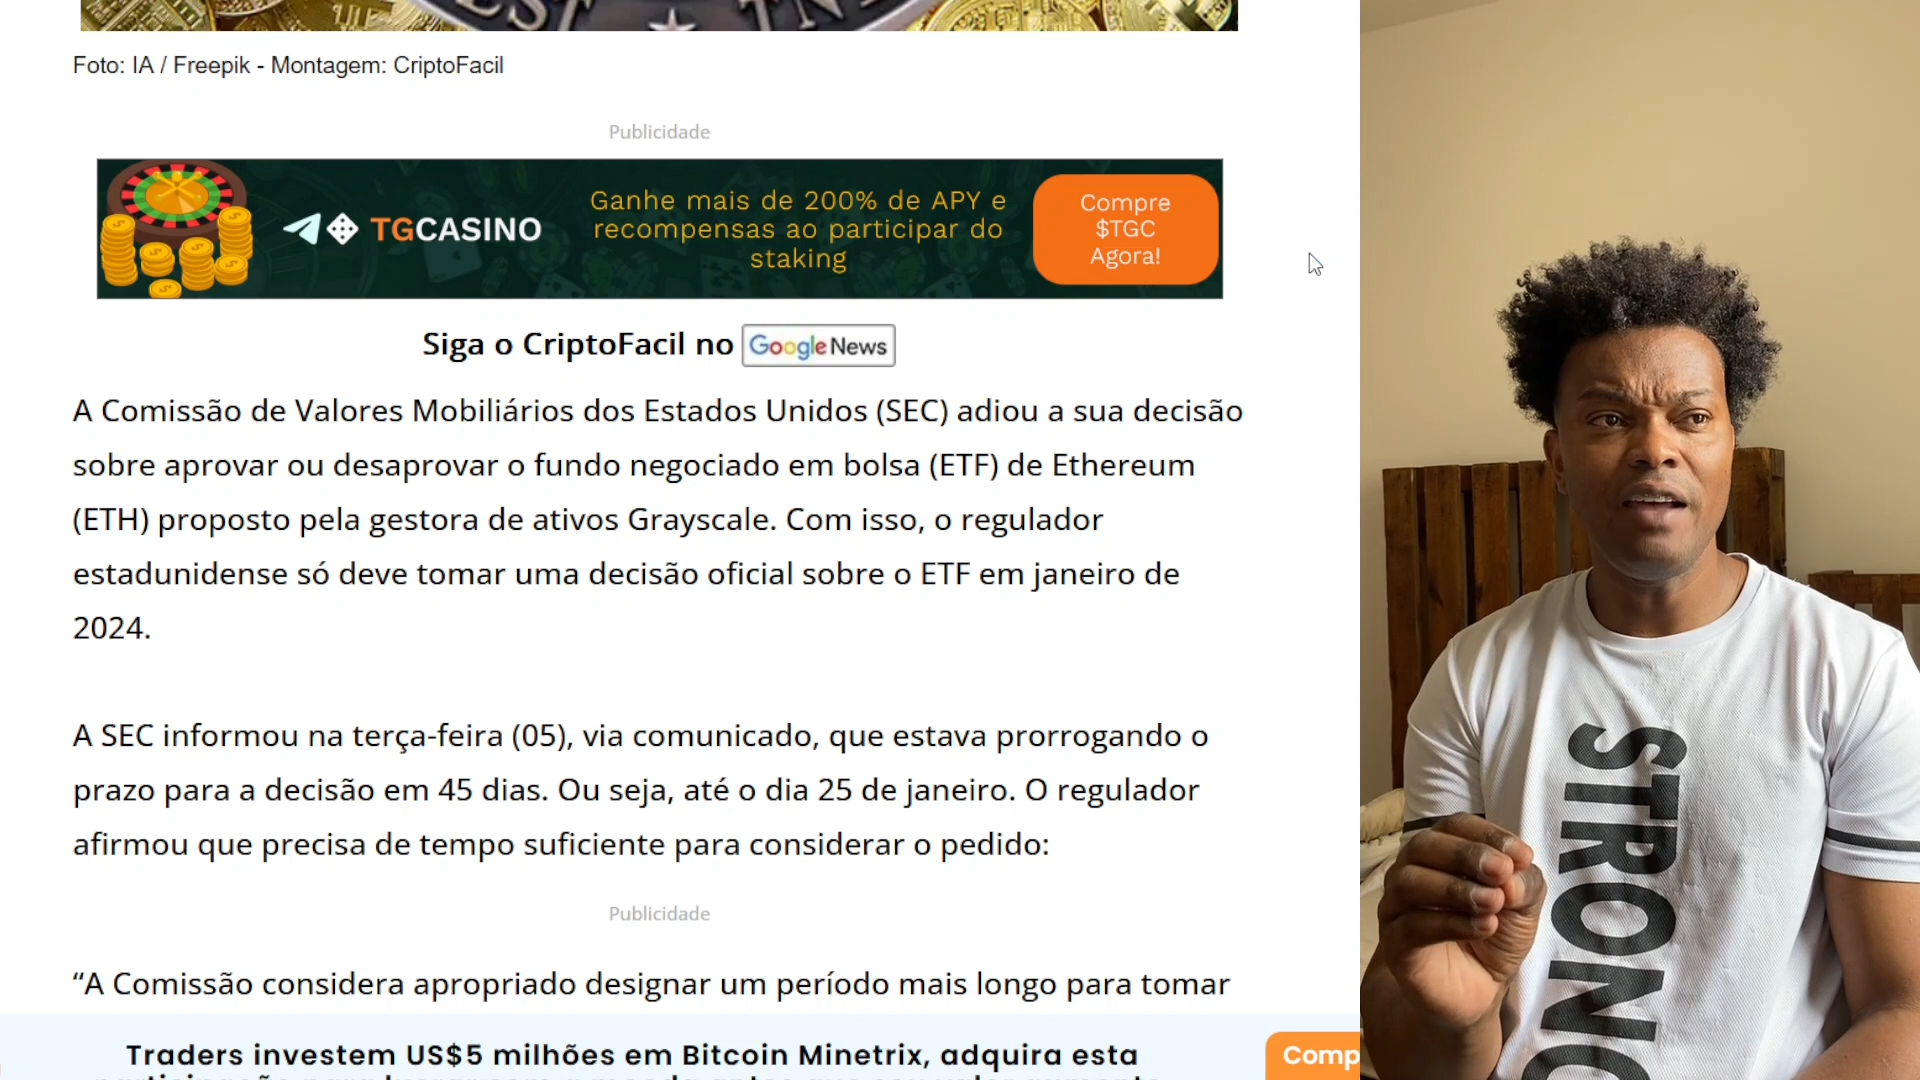 Foto: IA / Freepik - Montagem: CriptoFacil
Publicidade
TGCASINO
Ganhe mais de 200% de APY e
recompensas ao participar do
staking
Compre
$TGC
Agora!
Siga o CriptoFacil no Google News
A Comissão de Valores Mobiliários dos Estados Unidos (SEC) adiou a sua decisão
sobre aprovar ou desaprovar o fundo negociado em bolsa (ETF) de Ethereum
(ETH) proposto pela gestora de ativos Grayscale. Com isso, o regulador
estadunidense só deve tomar uma decisão oficial sobre o ETF em janeiro de
2024.
A SEC informou na terça-feira (05), via comunicado, que estava prorrogando o
prazo para a decisão em 45 dias. Ou seja, até o dia 25 de janeiro. O regulador
afirmou que precisa de tempo suficiente para considerar o pedido:
Publicidade
“A Comissão considera apropriado designar um período mais longo para tomar
Traders investem US$5 milhões em Bitcoin Minetrix, adquira esta
Comp
STRONG